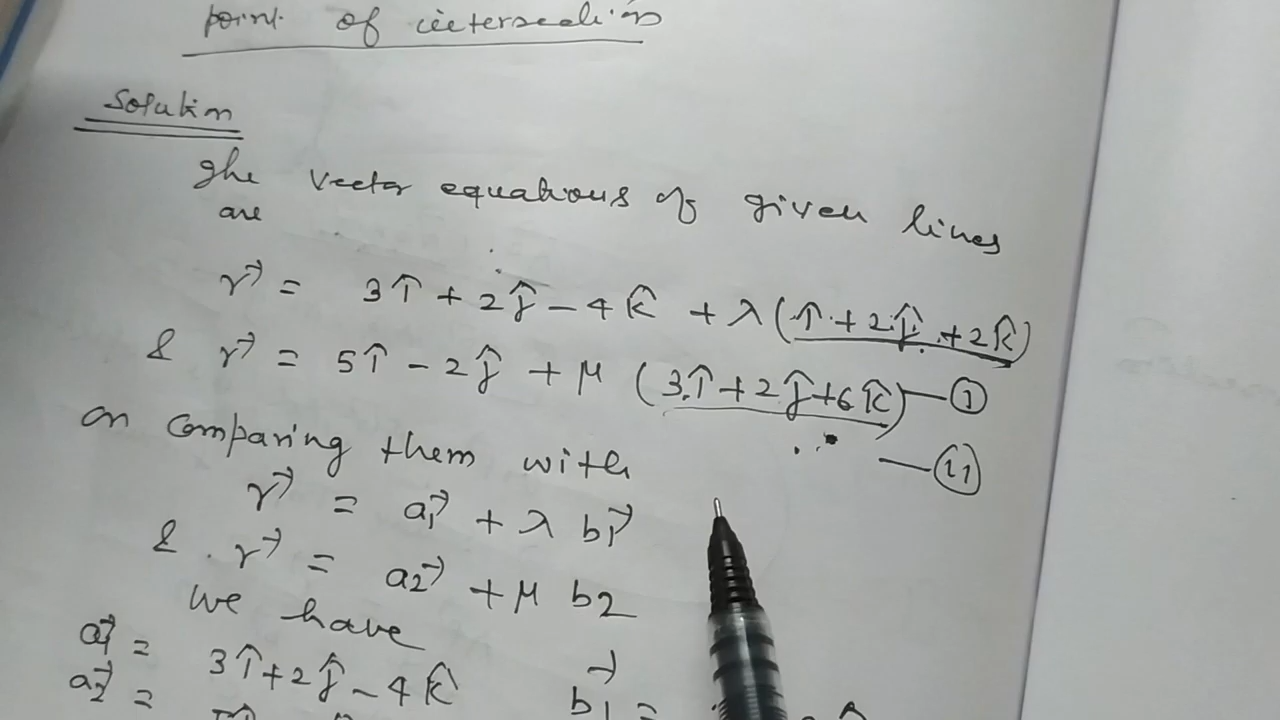 point of intersection
Solution
The vector equations of given lines
are
r⃗ = 3î + 2ĵ - 4k̂ + λ(î + 2ĵ + 2k̂)
& r⃗ = 5î - 2ĵ + μ (3î + 2ĵ + 6k̂) — ①
— (11)
on comparing them with
r⃗ = a₁⃗ + λ b₁⃗
& r⃗ = a₂⃗ + μ b2
we have
a₁⃗ = 3î + 2ĵ - 4k̂
a₂⃗ =
b₁⃗ =